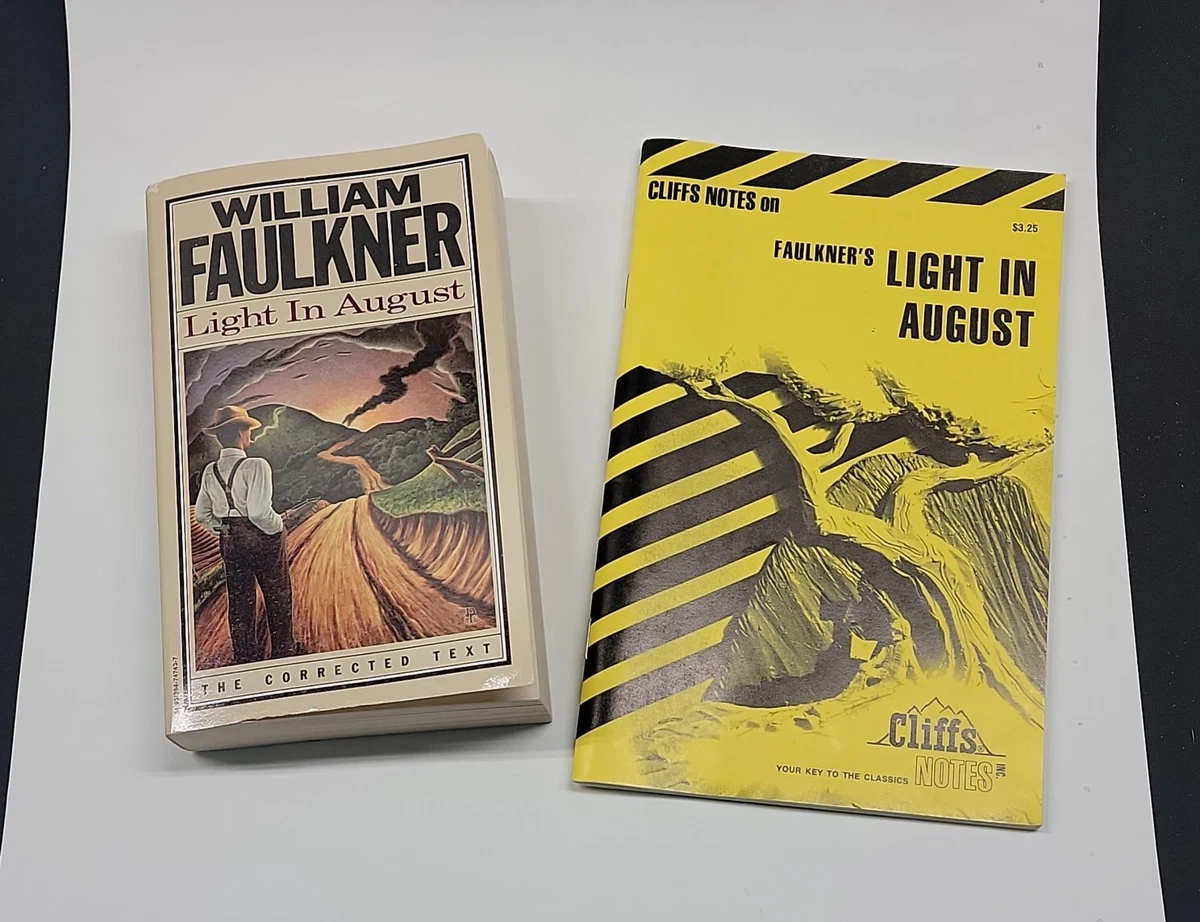 WILLIAM
FAULKNER
Light In August
THE CORRECTED TEXT
CLIFFS NOTES on
$3.25
FAULKNER'S LIGHT IN
AUGUST
Cliffs
YOUR KEY TO THE CLASSICS NOTES INC.